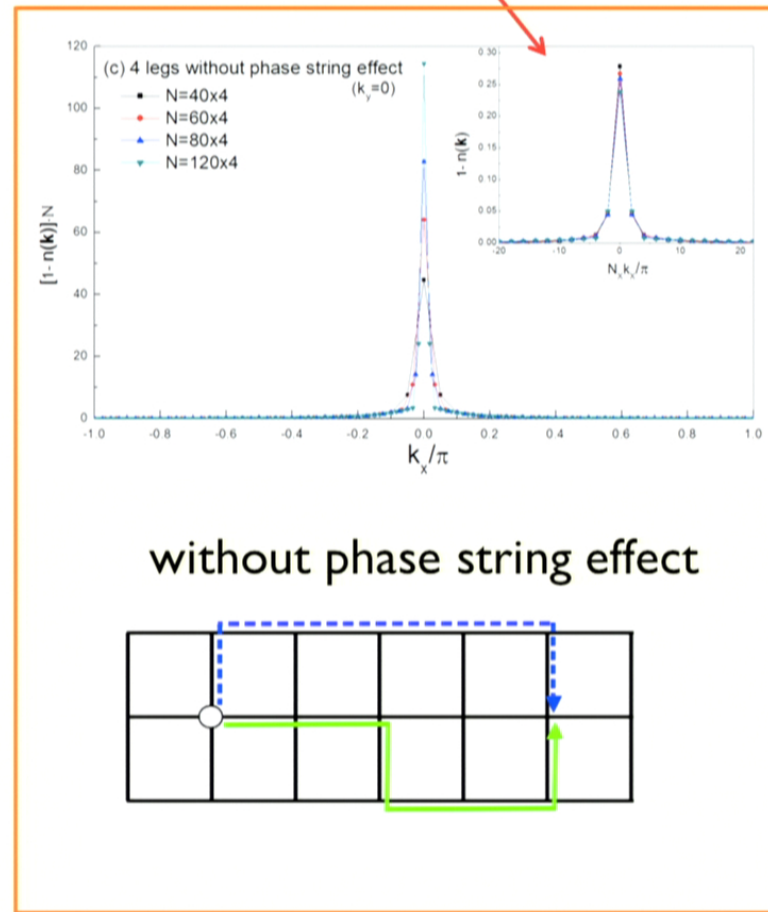 (c) 4 legs without phase string effect
(kᵧ=0)
N=40x4
N=60x4
N=80x4
N=120x4
[1- n(k)]·N
120
100
80
60
40
20
0
-1.0 -0.8 -0.6 -0.4 -0.2 0.0 0.2 0.4 0.6 0.8 1.0
kₓ/π
1- n(k)
0.30
0.25
0.20
0.15
0.10
0.05
0.00
-20 -10 0 10 20
Nₓkₓ/π
without phase string effect